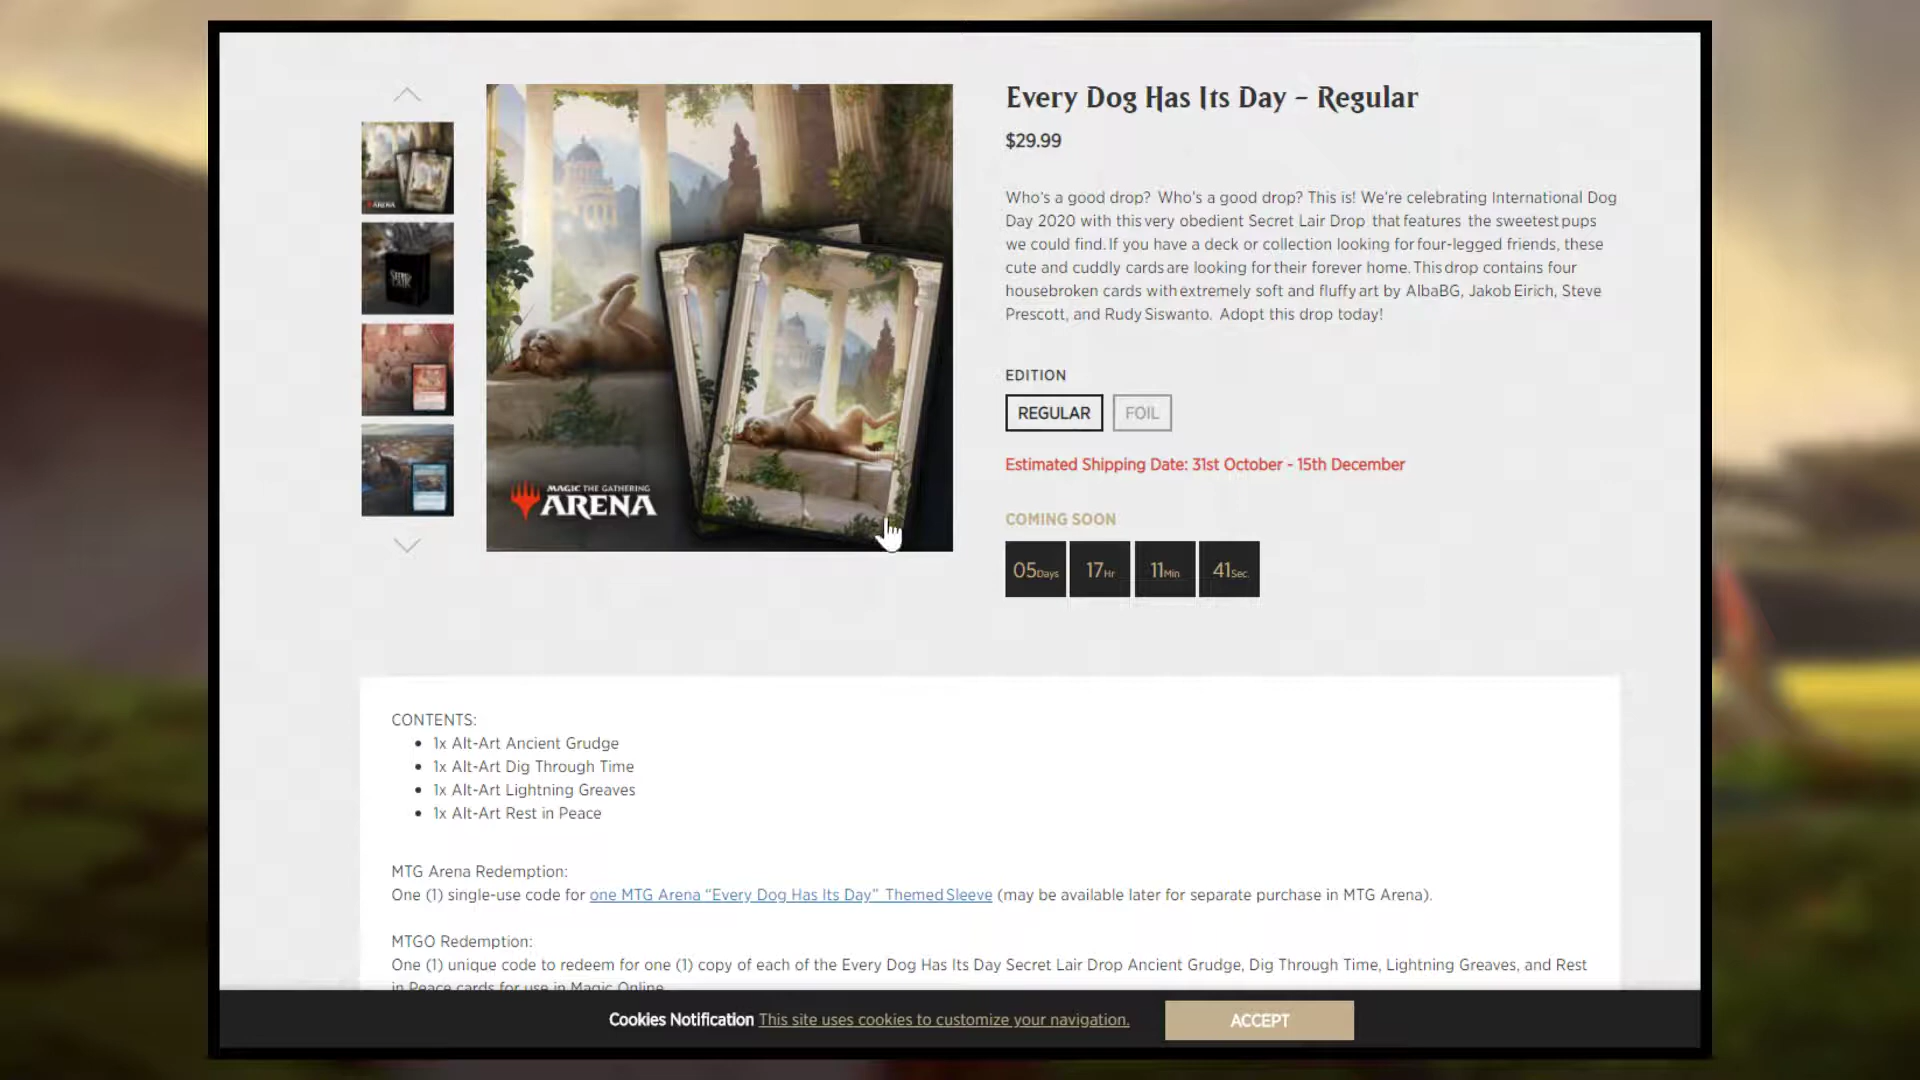 Every Dog Has Its Day – Regular
$29.99
Who's a good drop? Who's a good drop? This is! We're celebrating International Dog
Day 2020 with this very obedient Secret Lair Drop that features the sweetest pups
we could find. If you have a deck or collection looking for four-legged friends, these
cute and cuddly cards are looking for their forever home. This drop contains four
housebroken cards with extremely soft and fluffy art by AlbaBG, Jakob Eirich, Steve
Prescott, and Rudy Siswanto. Adopt this drop today!
EDITION
REGULAR FOIL
Estimated Shipping Date: 31st October - 15th December
COMING SOON
05Days 17Hr 11Min. 41Sec.
ARENA
MAGIC THE GATHERING
ARENA
CONTENTS:
• 1x Alt-Art Ancient Grudge
• 1x Alt-Art Dig Through Time
• 1x Alt-Art Lightning Greaves
• 1x Alt-Art Rest in Peace
MTG Arena Redemption:
One (1) single-use code for one MTG Arena “Every Dog Has Its Day” Themed Sleeve (may be available later for separate purchase in MTG Arena).
MTGO Redemption:
One (1) unique code to redeem for one (1) copy of each of the Every Dog Has Its Day Secret Lair Drop Ancient Grudge, Dig Through Time, Lightning Greaves, and Rest
in Peace cards for use in Magic Online
Cookies Notification This site uses cookies to customize your navigation. ACCEPT